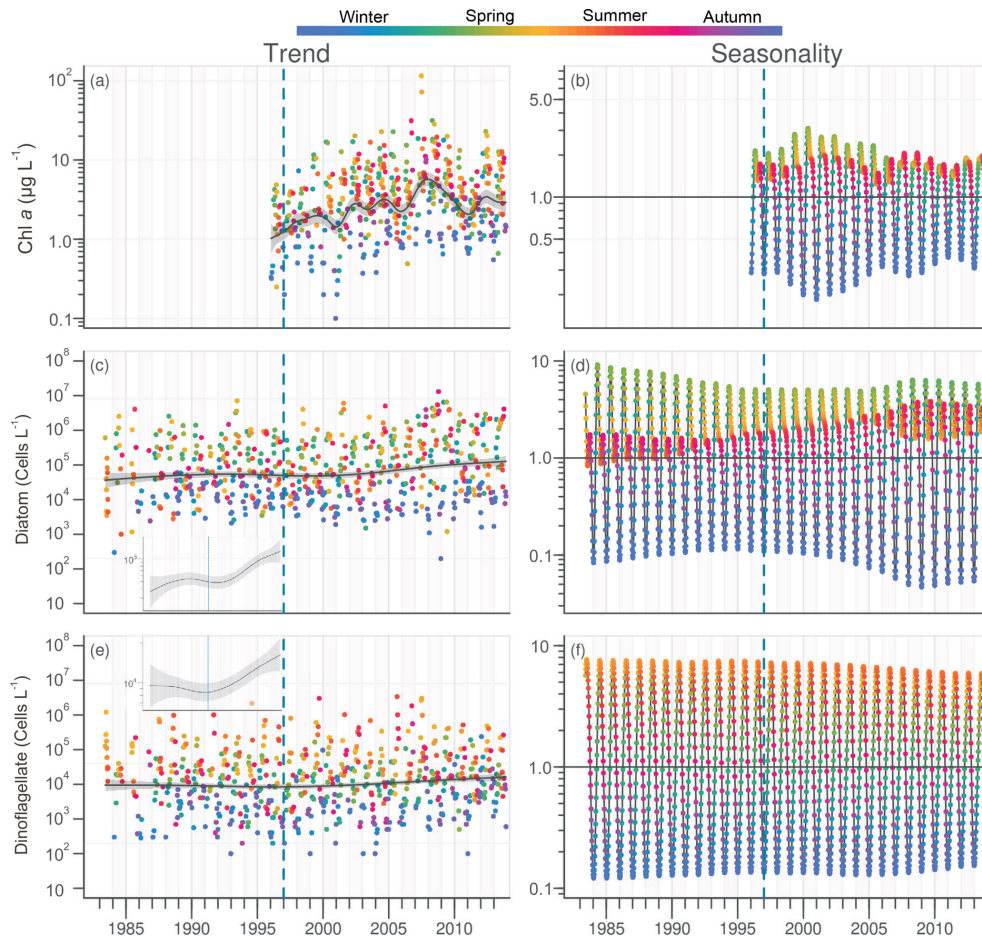 Winter Spring Summer Autumn
Trend Seasonality
(a)
10²
10
1.0
0.1
Chl a (µg L⁻¹)
(b)
5.0
1.0
0.5
(c)
10⁸
10⁷
10⁶
10⁵
10⁴
10³
10²
10
Diatom (Cells L⁻¹)
10⁵
(d)
10
1.0
0.1
(e)
10⁸
10⁷
10⁶
10⁵
10⁴
10³
10²
10
Dinoflagellate (Cells L⁻¹)
10⁴
(f)
10
1.0
0.1
1985 1990 1995 2000 2005 2010
1985 1990 1995 2000 2005 2010